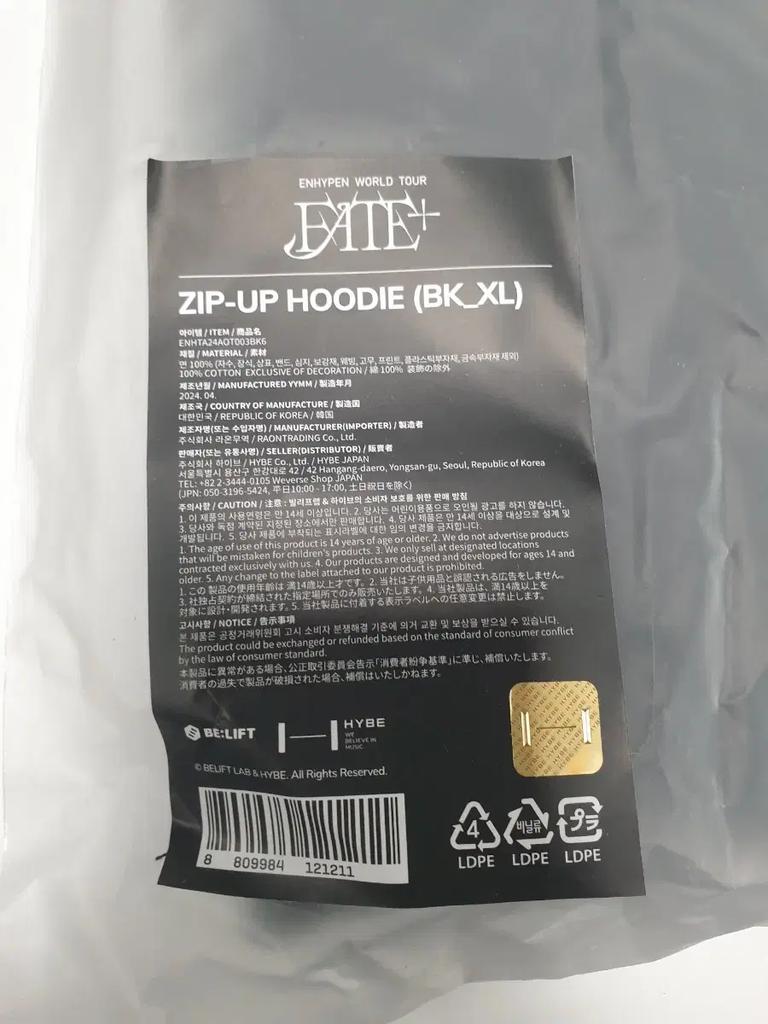 ENHYPEN WORLD TOUR
FATE+
ZIP-UP HOODIE (BK_XL)
아이템 / ITEM / 商品名
ENHTA24AOT003BK6
재질 / MATERIAL / 素材
면 100% (자수, 장식, 상표, 밴드, 심지, 보강재, 웨빙, 고무, 프린트, 플라스틱부자재, 금속부자재 제외)
100% COTTON EXCLUSIVE OF DECORATION / 綿 100% 装飾の除外
제조년월 / MANUFACTURED YYMM / 製造年月
2024. 04.
제조국 / COUNTRY OF MANUFACTURE / 製造国
대한민국 / REPUBLIC OF KOREA / 韓国
제조자명(또는 수입자명) / MANUFACTURER(IMPORTER) / 製造者
주식회사 라온무역 / RAONTRADING Co., Ltd.
판매자(또는 유통사명) / SELLER(DISTRIBUTOR) / 販賣者
주식회사 하이브 / HYBE Co., Ltd. / HYBE JAPAN
서울특별시 용산구 한강대로 42 / 42 Hangang-daero, Yongsan-gu, Seoul, Republic of Korea
TEL: +82 2-3444-0105 Weverse Shop JAPAN
(JPN: 050-3196-5424, 平日10:00 - 17:00, 土日祝日を除く)
주의사항 / CAUTION / 注意 : 빌리프랩 & 하이브의 소비자 보호를 위한 판매 방침
1. 이 제품의 사용연령은 만 14세 이상입니다. 2. 당사는 어린이용품으로 오인될 광고를 하지 않습니다.
3. 당사와 독점 계약된 지정된 장소에서만 판매합니다. 4. 당사 제품은 만 14세 이상을 대상으로 설계 및
개발됩니다. 5. 당사 제품에 부착되는 표시라벨에 대한 임의 변경을 금지합니다.
1. The age of use of this product is 14 years of age or older. 2. We do not advertise products
that will be mistaken for children's products. 3. We only sell at designated locations
contracted exclusively with us. 4. Our products are designed and developed for ages 14 and
older. 5. Any change to the label attached to our product is prohibited.
1. この 製品の使用年齢は 満14歳以上才です。2. 当社は子供用品と誤認される広告をしません。
3. 社独占契約が締結された指定場所でのみ販売いたします。4. 当社製品は、満14歳以上を
対象に設計・開発されます。5. 当社製品に付着する表示ラベルへの任意変更は禁止します。
고시사항 / NOTICE / 告示事項
본 제품은 공정거래위원회 고시 소비자 분쟁해결 기준에 의거 교환 및 보상을 받으실 수 있습니다.
The product could be exchanged or refunded based on the standard of consumer conflict
by the law of consumer standard.
本製品に異常がある場合、公正取引委員会告示「消費者紛争基準」に準じ、補償いたします。
消費者の過失で製品が破損された場合、補償はいたしかねます。
BE:LIFT
HYBE
WE
BELIEVE IN
MUSIC
© BELIFT LAB & HYBE. All Rights Reserved.
8 809984 121211
4
비닐류
プラ
LDPE LDPE LDPE